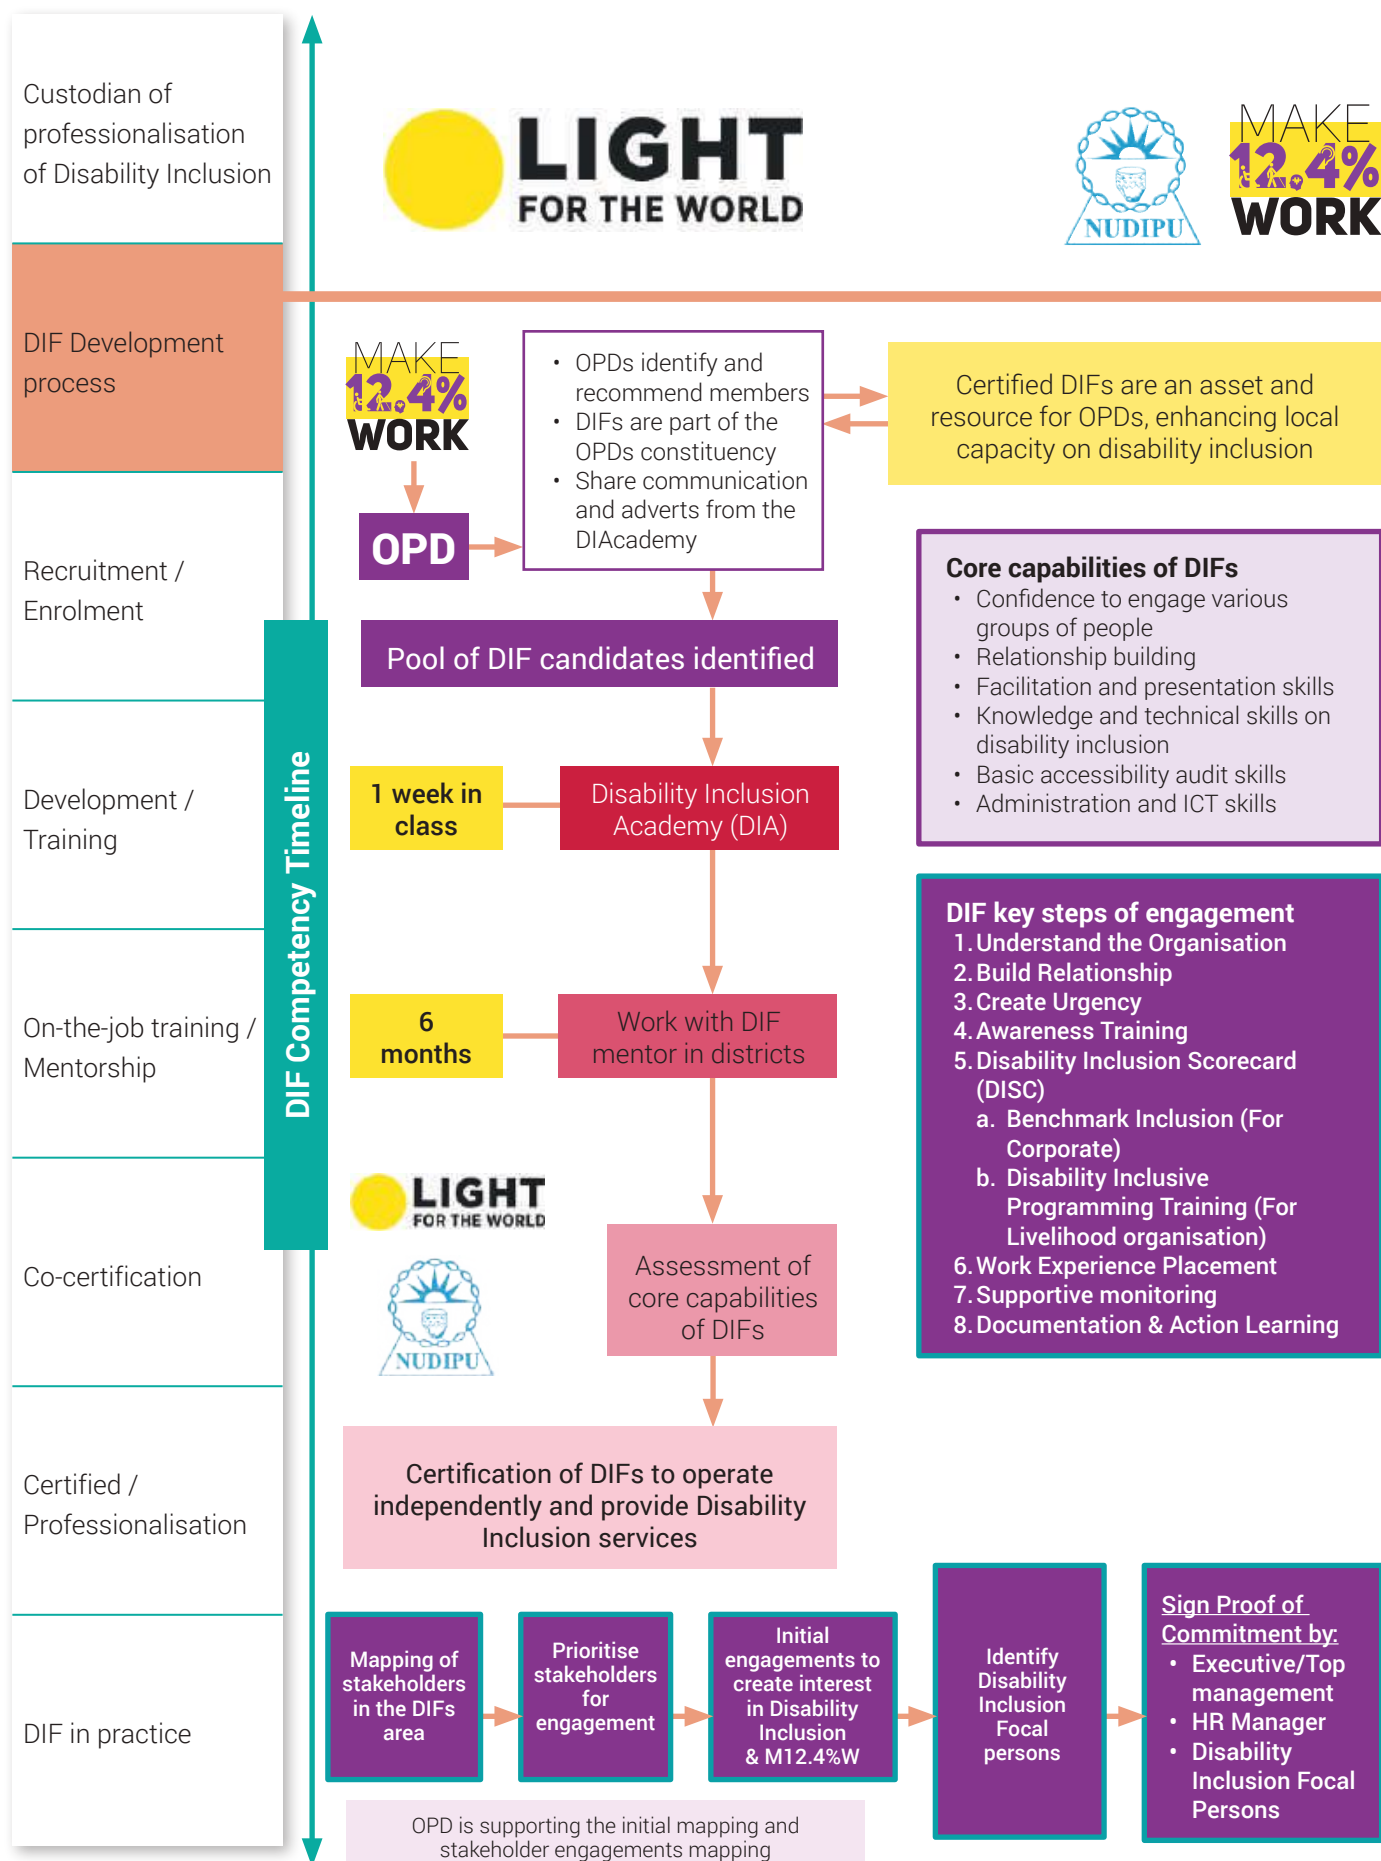 Custodian of
professionalisation
of Disability Inclusion
LIGHT
FOR THE WORLD
NUDIPU
MAKE
12.4%
WORK
DIF Development
process
MAKE
12.4%
WORK
OPD
• OPDs identify and
recommend members
• DIFs are part of the
OPDs constituency
• Share communication
and adverts from the
DIAcademy
Certified DIFs are an asset and
resource for OPDs, enhancing local
capacity on disability inclusion
Recruitment /
Enrolment
Pool of DIF candidates identified
Core capabilities of DIFs
• Confidence to engage various
groups of people
• Relationship building
• Facilitation and presentation skills
• Knowledge and technical skills on
disability inclusion
• Basic accessibility audit skills
• Administration and ICT skills
DIF Competency Timeline
Development /
Training
1 week in
class
Disability Inclusion
Academy (DIA)
On-the-job training /
Mentorship
6
months
Work with DIF
mentor in districts
DIF key steps of engagement
1. Understand the Organisation
2. Build Relationship
3. Create Urgency
4. Awareness Training
5. Disability Inclusion Scorecard
(DISC)
a. Benchmark Inclusion (For
Corporate)
b. Disability Inclusive
Programming Training (For
Livelihood organisation)
6. Work Experience Placement
7. Supportive monitoring
8. Documentation & Action Learning
Co-certification
LIGHT
FOR THE WORLD
NUDIPU
Assessment of
core capabilities
of DIFs
Certified /
Professionalisation
Certification of DIFs to operate
independently and provide Disability
Inclusion services
DIF in practice
Mapping of
stakeholders
in the DIFs
area
Prioritise
stakeholders
for
engagement
Initial
engagements to
create interest
in Disability
Inclusion
& M12.4%W
Identify
Disability
Inclusion
Focal
persons
Sign Proof of
Commitment by:
• Executive/Top
management
• HR Manager
• Disability
Inclusion Focal
Persons
OPD is supporting the initial mapping and
stakeholder engagements mapping